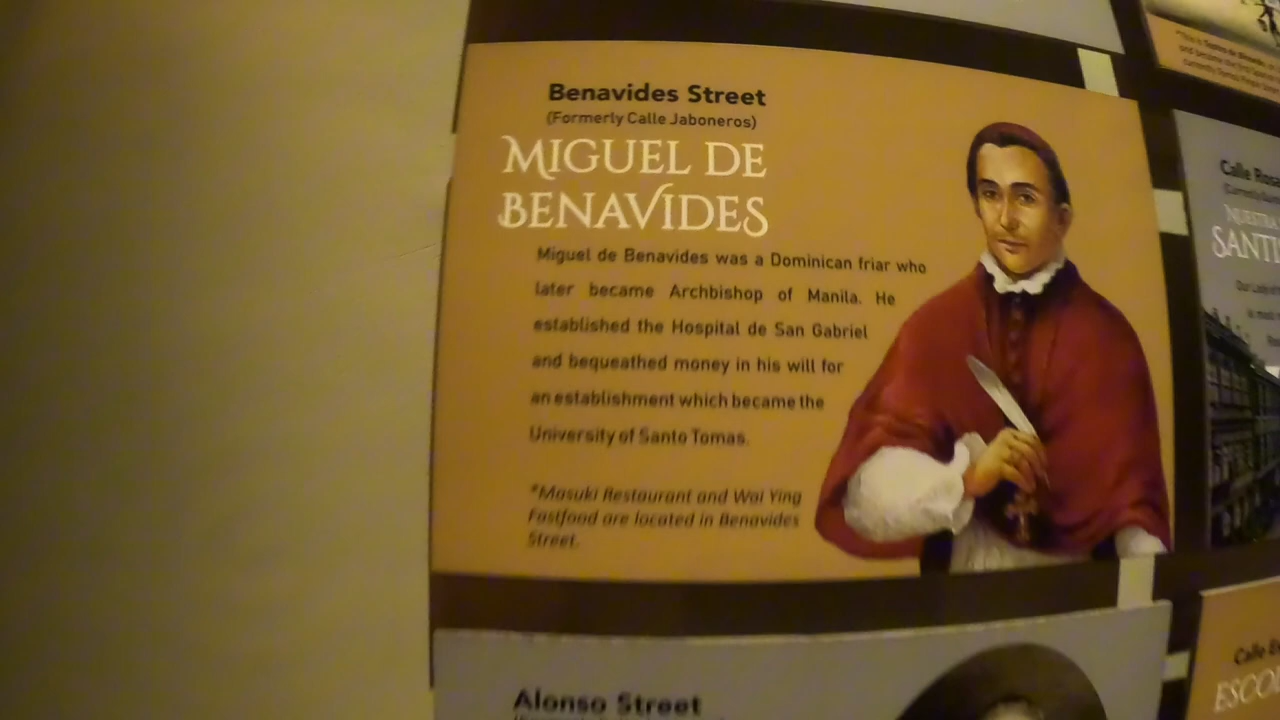 Benavides Street
(Formerly Calle Jaboneros)
MIGUEL DE
BENAVIDES
Miguel de Benavides was a Dominican friar who
later became Archbishop of Manila. He
established the Hospital de San Gabriel
and bequeathed money in his will for
an establishment which became the
University of Santo Tomas.
*Masuki Restaurant and Wai Ying
Fastfood are located in Benavides
Street.
Alonso Street
Calle
SANTI
Calle
ESCO